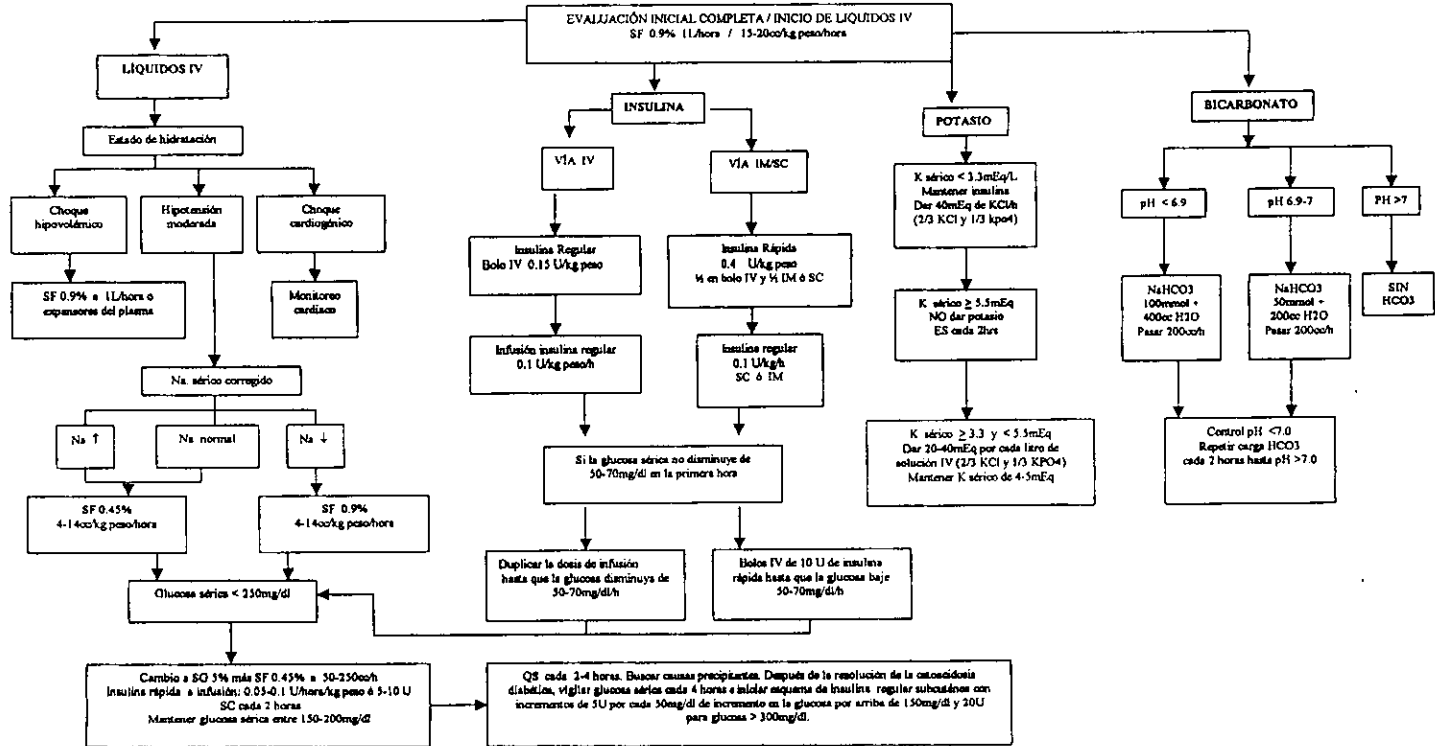 EVALUACIÓN INICIAL COMPLETA / INICIO DE LIQUIDOS IV
SF 0.9% 1L/hora / 15-20cc/kg peso/hora
LÍQUIDOS IV
Estado de hidratación
Choque
hipovolémico
Hipotensión
moderada
Choque
cardiogénico
SF 0.9% a 1L/hora o
expansores del plasma
Monitoreo
cardiaco
Na. sérico corregido
Na ↑
Na normal
Na ↓
SF 0.45%
4-14cc/kg peso/hora
SF 0.9%
4-14cc/kg peso/hora
Glucosa sérica < 250mg/dl
Cambio a SG 5% más SF 0.45% a 50-250cc/h
Insulina rápida a infusión: 0.05-0.1 U/hora/kg peso ó 5-10 U
SC cada 2 horas
Mantener glucosa sérica entre 150-200mg/dl
INSULINA
VÍA IV
VÍA IM/SC
Insulina Regular
Bolo IV 0.15 U/kg peso
Insulina Rápida
0.4 U/kg peso
½ en bolo IV y ½ IM ó SC
Infusión insulina regular
0.1 U/kg peso/h
Insulina regular
0.1 U/kg/h
SC ó IM
Si la glucosa sérica no disminuye de
50-70mg/dl en la primera hora
Duplicar la dosis de infusión
hasta que la glucosa disminuya de
50-70mg/dl/h
Bolos IV de 10 U de insulina
rápida hasta que la glucosa baje
50-70mg/dl/h
QS cada 2-4 horas. Buscar causas precipitantes. Después de la resolución de la cetoacidosis
diabética, vigilar glucosa sérica cada 4 horas e iniciar esquema de insulina regular subcutánea con
incrementos de 5U por cada 50mg/dl de incremento en la glucosa por arriba de 150mg/dl y 20U
para glucosa > 300mg/dl.
POTASIO
K sérico < 3.3mEq/L
Mantener insulina
Dar 40mEq de KCl/h
(2/3 KCl y 1/3 kpo4)
K sérico ≥ 5.5mEq
NO dar potasio
ES cada 2hrs
K sérico ≥ 3.3 y < 5.5mEq
Dar 20-40mEq por cada litro de
solución IV (2/3 KCl y 1/3 KPO4)
Mantener K sérico de 4-5mEq
BICARBONATO
pH < 6.9
pH 6.9-7
PH >7
NaHCO3
100mmol +
400cc H2O
Pasar 200cc/h
NaHCO3
50mmol +
200cc H2O
Pasar 200cc/h
SIN
HCO3
Control pH <7.0
Repetir carga HCO3
cada 2 horas hasta pH >7.0